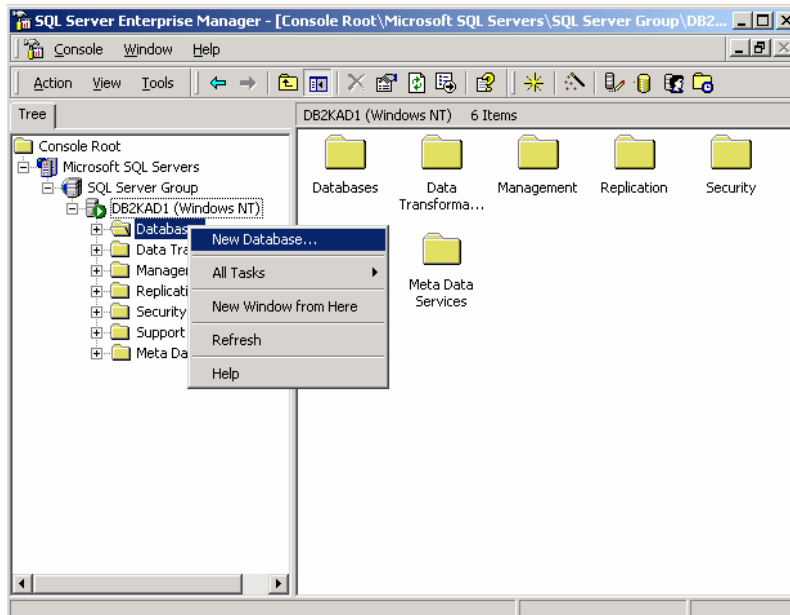 SQL Server Enterprise Manager - [Console Root\Microsoft SQL Servers\SQL Server Group\DB2...
Console Window Help
Action View Tools
Tree
DB2KAD1 (Windows NT) 6 Items
Console Root
Microsoft SQL Servers
SQL Server Group
DB2KAD1 (Windows NT)
Databas
Data Tra
Manage
Replicati
Security
Support
Meta Da
New Database...
All Tasks
New Window from Here
Refresh
Help
Databases
Data
Transforma...
Management
Replication
Security
Meta Data
Services